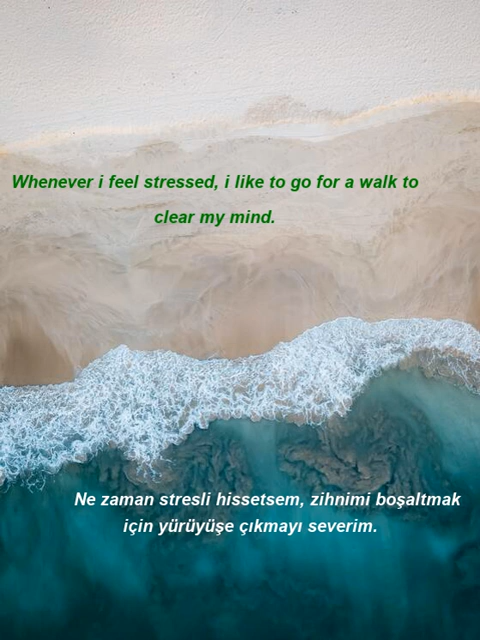 Whenever i feel stressed, i like to go for a walk to
clear my mind.
Ne zaman stresli hissetsem, zihnimi boşaltmak
için yürüyüşe çıkmayı severim.